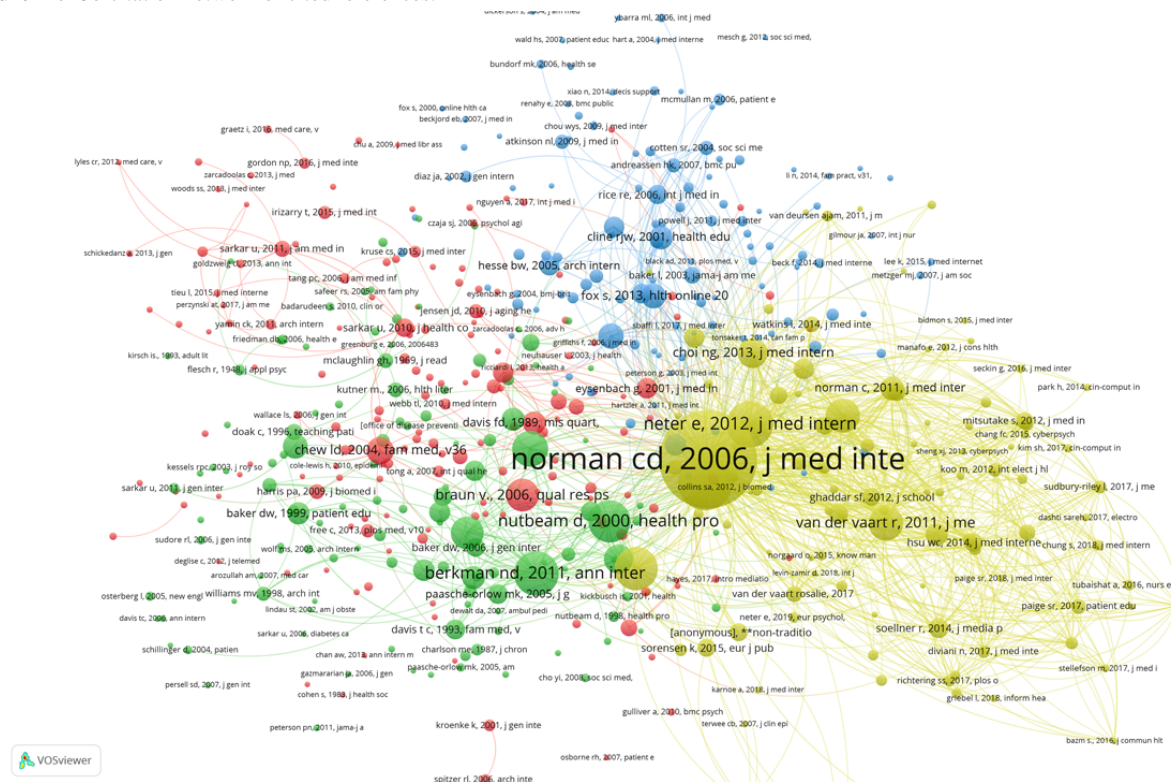 ybarra ml, 2006, int j med
wald hs, 2007, patient educ
hart a, 2004, j med interne
mesch g, 2012, soc sci med,
bundorf mk, 2006, health se
xiao n, 2014, decis support
renahy e, 2008, bmc public
mcmullan m, 2006, patient e
fox s, 2000, online hlth ca
beckjord eb, 2007, j med in
chou wys, 2009, j med inter
graetz i, 2016, med care, v
chu a, 2009, j med libr ass
atkinson nl, 2009, j med in
cotten sr, 2004, soc sci me
lyles cr, 2012, med care, v
gordon np, 2016, j med inte
andreassen hk, 2007, bmc pu
zarcadoolas c, 2013, j med
diaz ja, 2002, j gen intern
li n, 2014, fam pract, v31,
woods ss, 2013, j med inter
rice re, 2006, int j med in
nguyen a, 2017, int j med i
irizarry t, 2015, j med int
czaja sj, 2006, psychol agi
powell j, 2011, j med inter
van deursen ajam, 2011, j m
cline rjw, 2001, health edu
gilmour ja, 2007, int j nur
sarkar u, 2011, j am med in
schickedanz a, 2013, j gen
kruse cs, 2015, j med inter
goldzweig cl, 2013, ann int
hesse bw, 2005, arch intern
black ad, 2011, plos med, v
beck f, 2014, j med interne
lee k, 2015, j med internet
baker l, 2003, jama-j am me
metzger mj, 2007, j am soc
tang pc, 2006, j am med inf
safeer rs, 2005, am fam phy
tieu l, 2015, j med interne
eysenbach g, 2004, bmj-brit
fox s, 2013, hlth online 20
perzynski at, 2017, j am me
badarudeen s, 2010, clin or
jensen jd, 2010, j aging he
yamin ck, 2011, arch intern
sarkar u, 2010, j health co
zarcadoolas c, 2006, adv h
sbaffi l, 2017, j med inter
watkins i, 2014, j med inte
bidmon s, 2015, j med inter
friedman db, 2006, health e
greenburg e, 2006, 2006483
griffiths f, 2006, j med in
tonsaker t, 2014, can fam p
manafo e, 2012, j cons hlth
kirsch is., 1993, adult lit
mclaughlin gh, 1969, j read
neuhauser l, 2003, j health
choi ng, 2013, j med intern
flesch r, 1948, j appl psyc
ricciardi l, 2013, health a
peterson g, 2003, j med int
seckin g, 2016, j med inter
kutner m., 2006, hlth liter
eysenbach g, 2001, j med in
norman c, 2011, j med inter
park h, 2014, cin-comput in
webb tl, 2010, j med intern
hartzler a, 2011, j med int
wallace ls, 2006, j gen int
davis fd, 1989, mis quart,
neter e, 2012, j med intern
mitsutake s, 2012, j med in
[office of disease preventi
doak c, 1996, teaching pati
chang fc, 2015, cyberpsych
chew ld, 2004, fam med, v36
norman cd, 2006, j med inte
sheng xj, 2013, cyberpsych
kim sh, 2017, cin-comput in
kessels rpc, 2003, j roy so
cole-lewis h, 2010, epidem
tong a, 2007, int j qual he
koo m, 2012, int elect j hl
sarkar u, 2011, j gen inter
harris pa, 2009, j biomed i
braun v., 2006, qual res ps
collins sa, 2012, j biomed
ghaddar sf, 2012, j school
sudbury-riley l, 2017, j me
baker dw, 1999, patient edu
nutbeam d, 2000, health pro
van der vaart r, 2011, j me
dashti sareh, 2017, electro
free c, 2013, plos med, v10
sudore rl, 2006, j gen inte
wolf ms, 2005, arch intern
baker dw, 2006, j gen inter
hsu wc, 2014, j med interne
chung s, 2018, j med intern
deglise c, 2012, j telemed
norgaard o, 2015, know man
arozullah am, 2007, med car
berkman nd, 2011, ann inter
hayes, 2017, intro mediatio
levin-zamir d, 2018, int j
paige sr, 2018, j med inter
tubaishat a, 2016, nurs e
osterberg l, 2005, new engl
williams mv, 1998, arch int
paasche-orlow mk, 2005, j g
kickbusch is, 2001, health
van der vaart rosalie, 2017
lindau st, 2002, am j obste
dewalt da, 2007, ambul pedi
paige sr, 2017, patient edu
davis tc, 2006, ann intern
nutbeam d, 1998, health pro
neter e, 2019, eur psychol,
sarkar u, 2006, diabetes ca
davis t c, 1993, fam med, v
[anonymous], **non-traditio
soellner r, 2014, j media p
schillinger d, 2004, patien
charlson me, 1987, j chron
sorensen k, 2015, eur j pub
diviani n, 2017, j med inte
chan aw, 2013, ann intern m
paasche-orlow mk, 2005, am
stellefson m, 2017, j med i
gazmararian ja, 2006, j gen
cho yi, 2008, soc sci med,
richtering ss, 2017, plos o
persell sd, 2007, j gen int
cohen s, 1983, j health soc
karnoe a, 2018, j med inter
griebel l, 2018, inform hea
gulliver a, 2010, bmc psych
peterson pn, 2011, jama-j a
kroenke k, 2001, j gen inte
terwee cb, 2007, j clin epi
bazm s., 2016, j commun hlt
osborne rh, 2007, patient e
VOSviewer
spitzer rl, 2006, arch inte